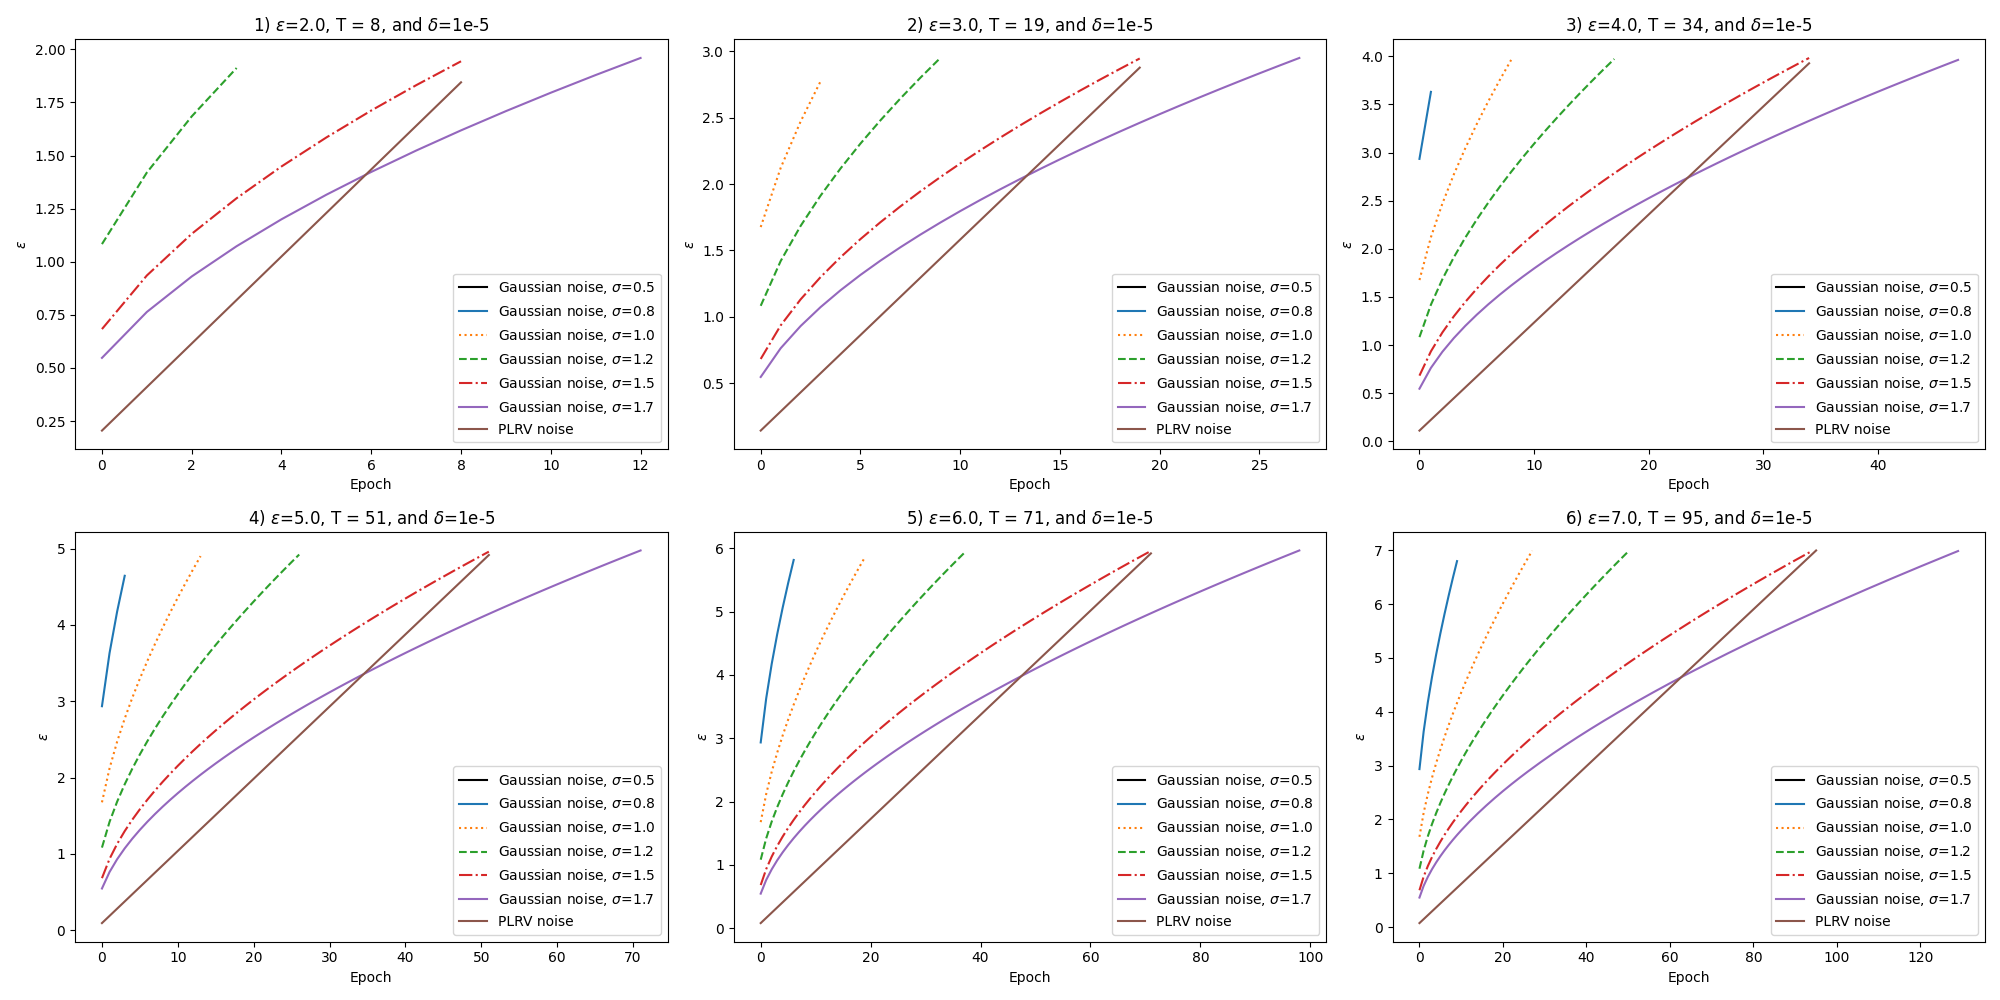 1) ε=2.0, T = 8, and δ=1e-5
2.00
1.75
1.50
1.25
1.00
0.75
0.50
0.25
ε
Gaussian noise, σ=0.5
Gaussian noise, σ=0.8
Gaussian noise, σ=1.0
Gaussian noise, σ=1.2
Gaussian noise, σ=1.5
Gaussian noise, σ=1.7
PLRV noise
0 2 4 6 8 10 12
Epoch
2) ε=3.0, T = 19, and δ=1e-5
3.0
2.5
2.0
1.5
1.0
0.5
ε
Gaussian noise, σ=0.5
Gaussian noise, σ=0.8
Gaussian noise, σ=1.0
Gaussian noise, σ=1.2
Gaussian noise, σ=1.5
Gaussian noise, σ=1.7
PLRV noise
0 5 10 15 20 25
Epoch
3) ε=4.0, T = 34, and δ=1e-5
4.0
3.5
3.0
2.5
2.0
1.5
1.0
0.5
0.0
ε
Gaussian noise, σ=0.5
Gaussian noise, σ=0.8
Gaussian noise, σ=1.0
Gaussian noise, σ=1.2
Gaussian noise, σ=1.5
Gaussian noise, σ=1.7
PLRV noise
0 10 20 30 40
Epoch
4) ε=5.0, T = 51, and δ=1e-5
5
4
3
2
1
0
ε
Gaussian noise, σ=0.5
Gaussian noise, σ=0.8
Gaussian noise, σ=1.0
Gaussian noise, σ=1.2
Gaussian noise, σ=1.5
Gaussian noise, σ=1.7
PLRV noise
0 10 20 30 40 50 60 70
Epoch
5) ε=6.0, T = 71, and δ=1e-5
6
5
4
3
2
1
0
ε
Gaussian noise, σ=0.5
Gaussian noise, σ=0.8
Gaussian noise, σ=1.0
Gaussian noise, σ=1.2
Gaussian noise, σ=1.5
Gaussian noise, σ=1.7
PLRV noise
0 20 40 60 80 100
Epoch
6) ε=7.0, T = 95, and δ=1e-5
7
6
5
4
3
2
1
0
ε
Gaussian noise, σ=0.5
Gaussian noise, σ=0.8
Gaussian noise, σ=1.0
Gaussian noise, σ=1.2
Gaussian noise, σ=1.5
Gaussian noise, σ=1.7
PLRV noise
0 20 40 60 80 100 120
Epoch